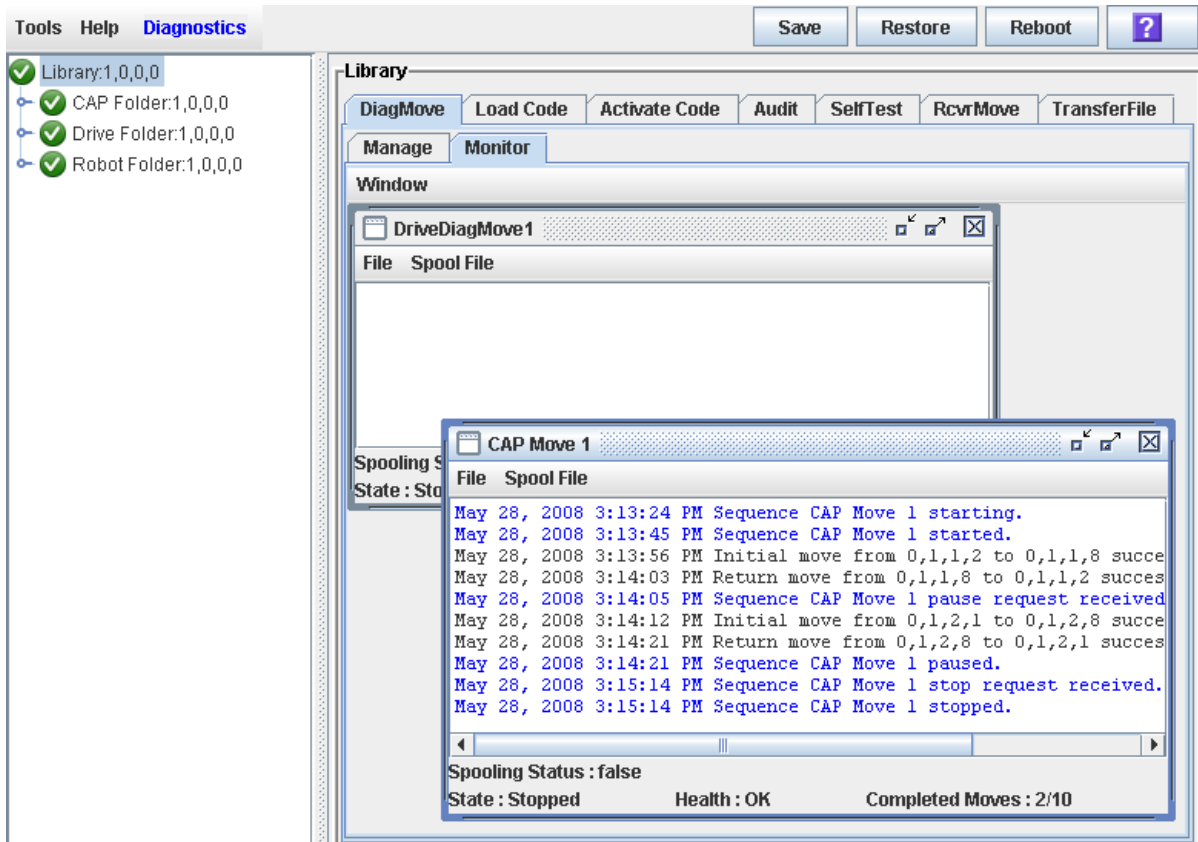 Tools Help Diagnostics
Save Restore Reboot ?
Library:1,0,0,0
CAP Folder:1,0,0,0
Drive Folder:1,0,0,0
Robot Folder:1,0,0,0
Library
DiagMove Load Code Activate Code Audit SelfTest RcvrMove TransferFile
Manage Monitor
Window
DriveDiagMove1
File Spool File
Spooling S
State : Sto
CAP Move 1
File Spool File
May 28, 2008 3:13:24 PM Sequence CAP Move 1 starting.
May 28, 2008 3:13:45 PM Sequence CAP Move 1 started.
May 28, 2008 3:13:56 PM Initial move from 0,1,1,2 to 0,1,1,8 succe
May 28, 2008 3:14:03 PM Return move from 0,1,1,8 to 0,1,1,2 succes
May 28, 2008 3:14:05 PM Sequence CAP Move 1 pause request received
May 28, 2008 3:14:12 PM Initial move from 0,1,2,1 to 0,1,2,8 succe
May 28, 2008 3:14:21 PM Return move from 0,1,2,8 to 0,1,2,1 succes
May 28, 2008 3:14:21 PM Sequence CAP Move 1 paused.
May 28, 2008 3:15:14 PM Sequence CAP Move 1 stop request received.
May 28, 2008 3:15:14 PM Sequence CAP Move 1 stopped.
Spooling Status : false
State : Stopped Health : OK Completed Moves : 2/10